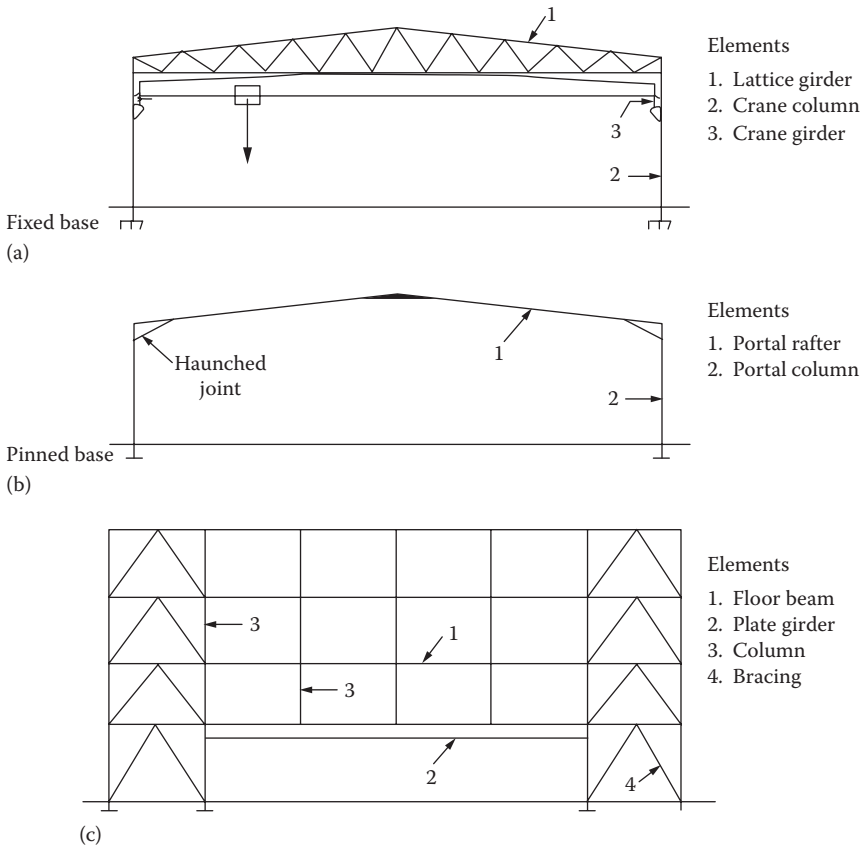 1
Elements
1. Lattice girder
2. Crane column
3. Crane girder
3
2
Fixed base
(a)
Elements
1. Portal rafter
2. Portal column
1
Haunched
joint
2
Pinned base
(b)
Elements
1. Floor beam
2. Plate girder
3. Column
4. Bracing
3
1
3
2
4
(c)